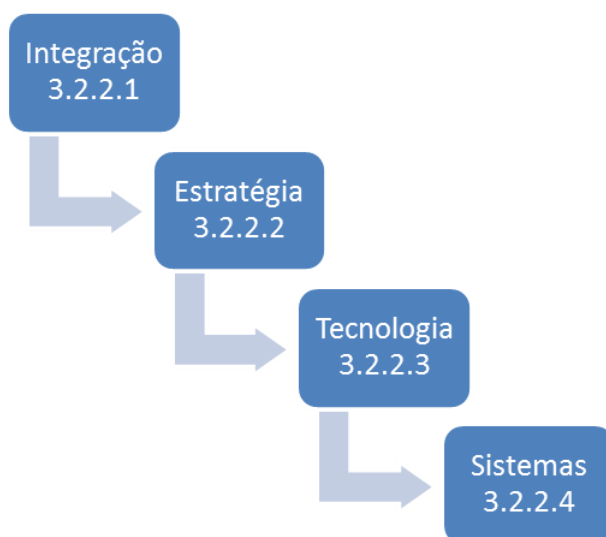 Integração
3.2.2.1
Estratégia
3.2.2.2
Tecnologia
3.2.2.3
Sistemas
3.2.2.4